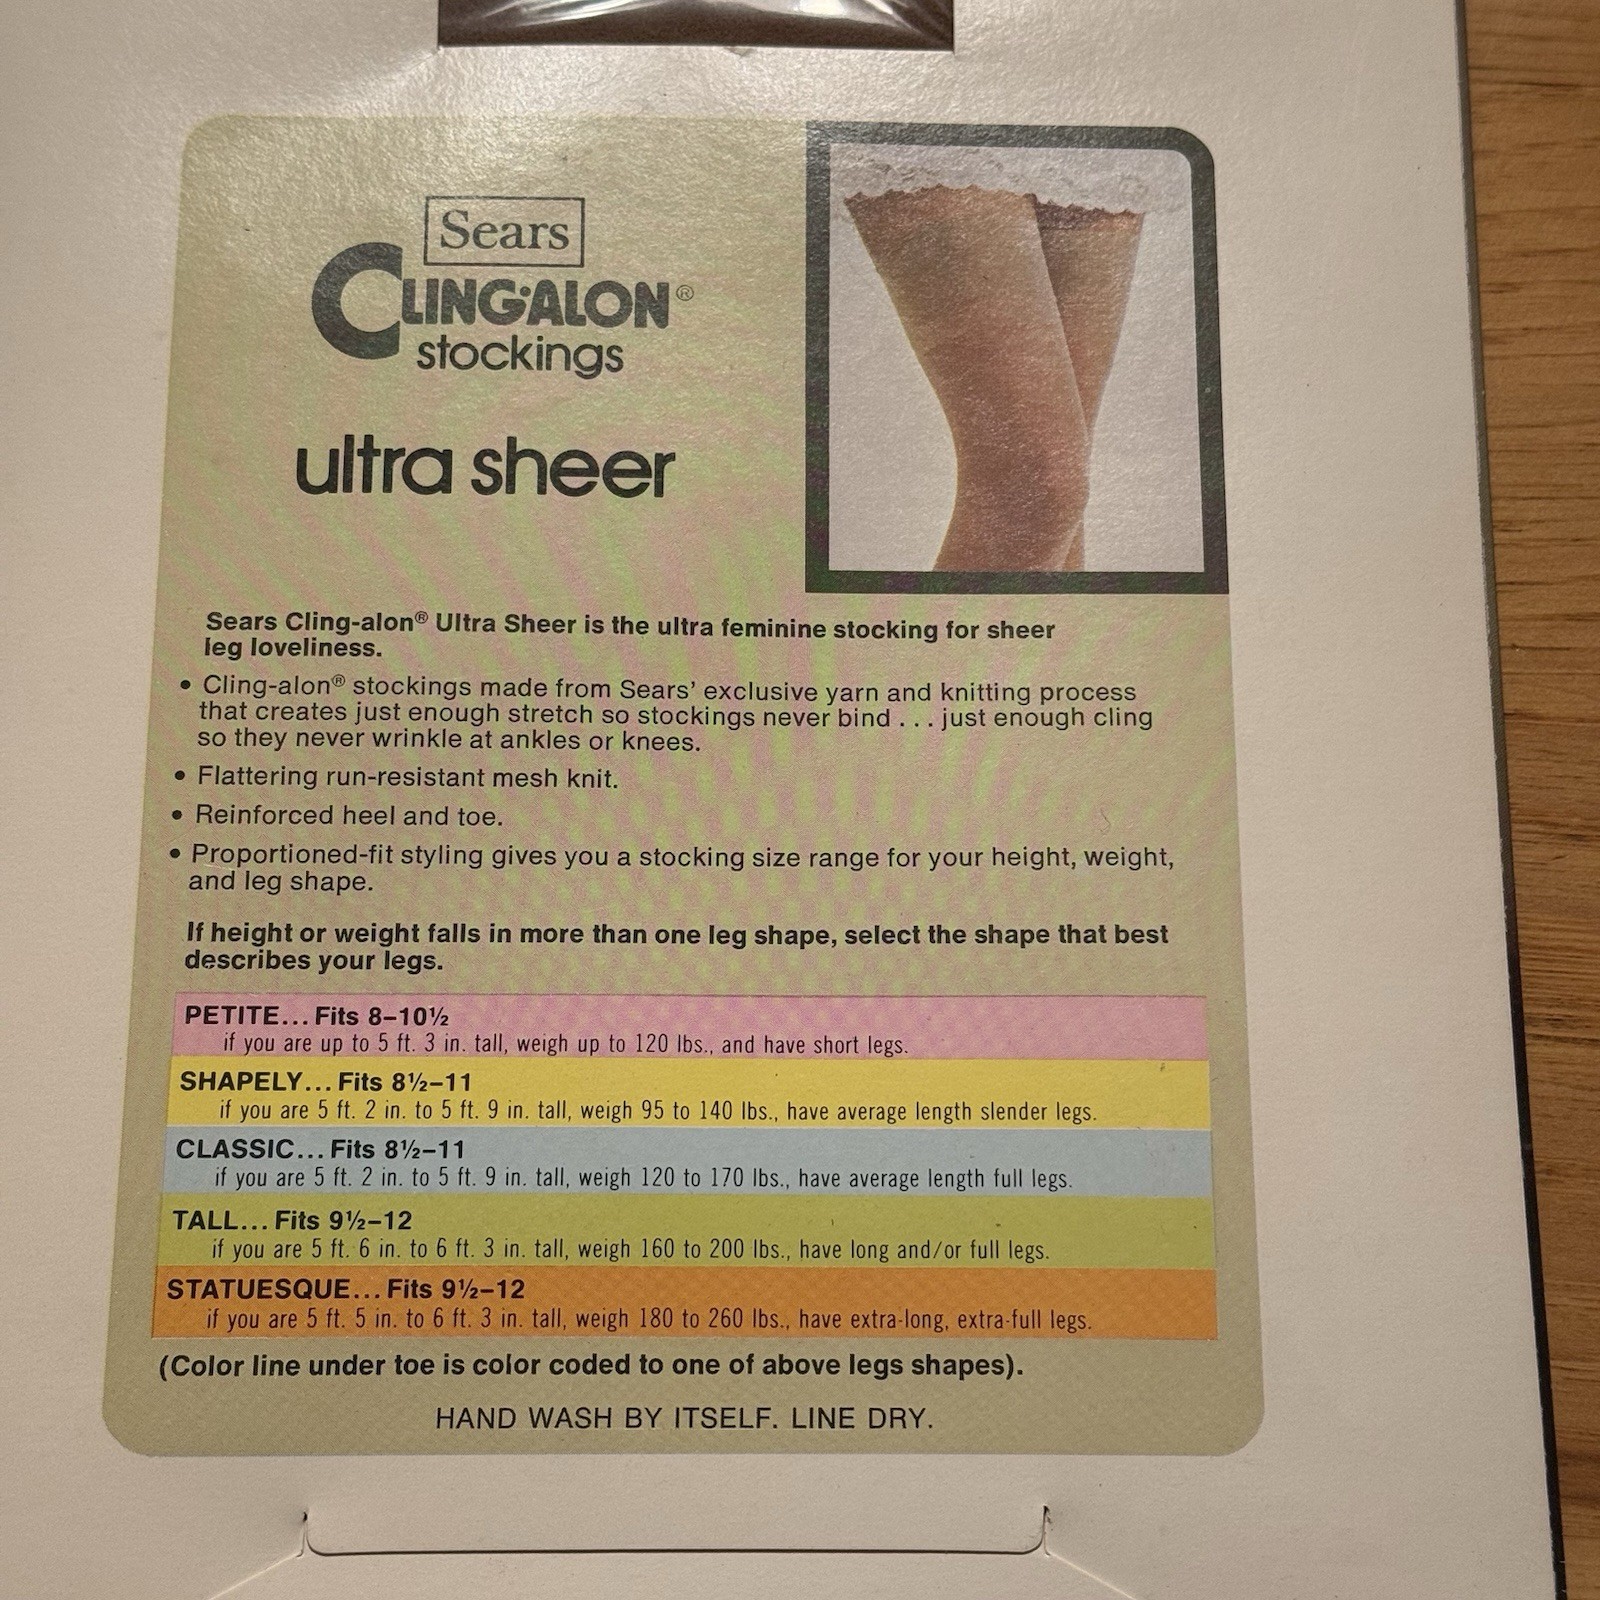 Sears
CLING·ALON®
stockings
ultra sheer
Sears Cling-alon® Ultra Sheer is the ultra feminine stocking for sheer
leg loveliness.
• Cling-alon® stockings made from Sears’ exclusive yarn and knitting process
that creates just enough stretch so stockings never bind . . . just enough cling
so they never wrinkle at ankles or knees.
• Flattering run-resistant mesh knit.
• Reinforced heel and toe.
• Proportioned-fit styling gives you a stocking size range for your height, weight,
and leg shape.
If height or weight falls in more than one leg shape, select the shape that best
describes your legs.
PETITE... Fits 8–10½
if you are up to 5 ft. 3 in. tall, weigh up to 120 lbs., and have short legs.
SHAPELY... Fits 8½–11
if you are 5 ft. 2 in. to 5 ft. 9 in. tall, weigh 95 to 140 lbs., have average length slender legs.
CLASSIC... Fits 8½–11
if you are 5 ft. 2 in. to 5 ft. 9 in. tall, weigh 120 to 170 lbs., have average length full legs.
TALL... Fits 9½–12
if you are 5 ft. 6 in. to 6 ft. 3 in. tall, weigh 160 to 200 lbs., have long and/or full legs.
STATUESQUE... Fits 9½–12
if you are 5 ft. 5 in. to 6 ft. 3 in. tall, weigh 180 to 260 lbs., have extra-long, extra-full legs.
(Color line under toe is color coded to one of above legs shapes).
HAND WASH BY ITSELF. LINE DRY.